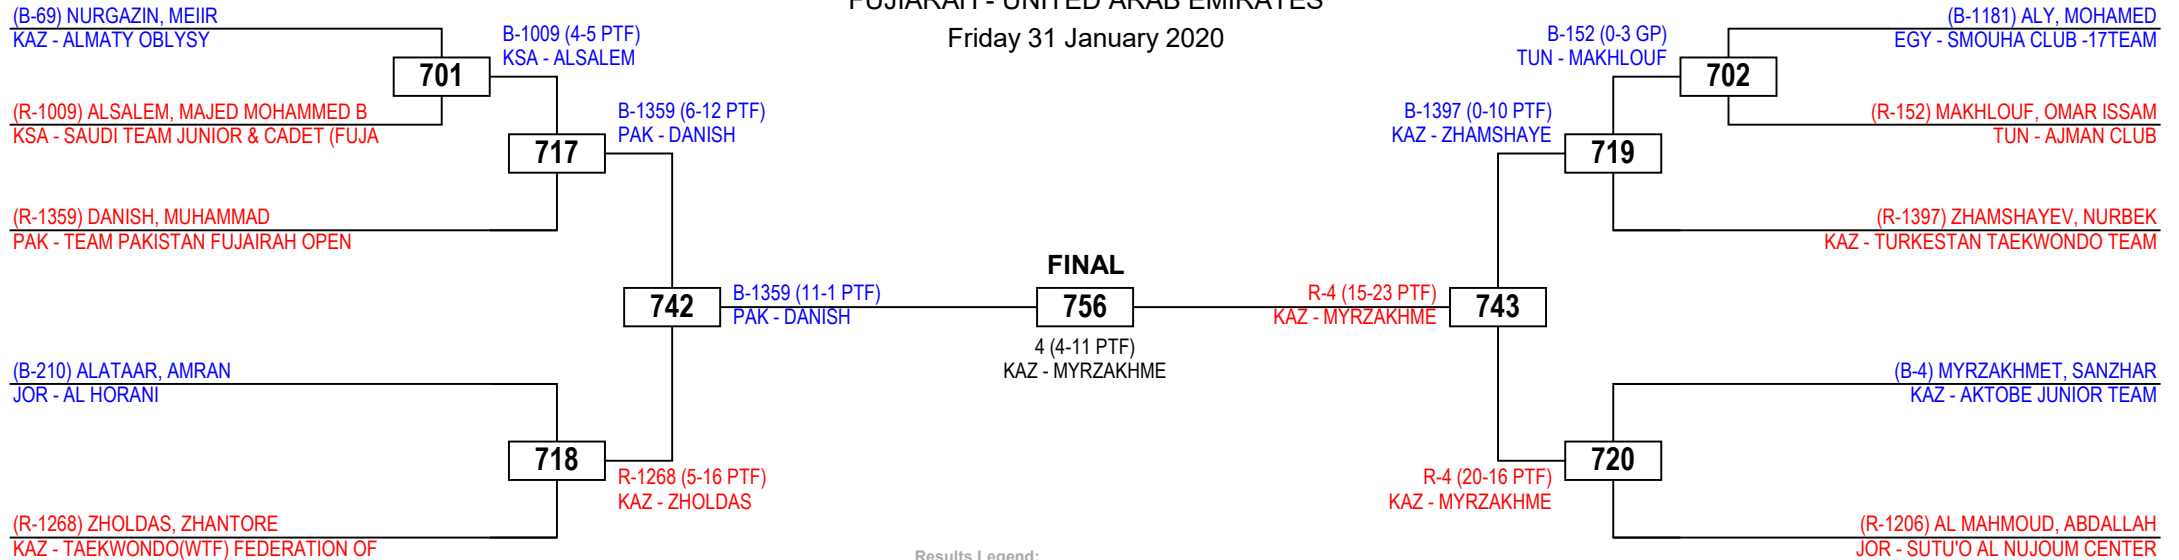 FUJIARAH - UNITED ARAB EMIRATES
Friday 31 January 2020
(B-69) NURGAZIN, MEIIR
KAZ - ALMATY OBLYSY
701
(R-1009) ALSALEM, MAJED MOHAMMED B
KSA - SAUDI TEAM JUNIOR & CADET (FUJA
B-1009 (4-5 PTF)
KSA - ALSALEM
717
(R-1359) DANISH, MUHAMMAD
PAK - TEAM PAKISTAN FUJAIRAH OPEN
B-1359 (6-12 PTF)
PAK - DANISH
742
(B-210) ALATAAR, AMRAN
JOR - AL HORANI
718
(R-1268) ZHOLDAS, ZHANTORE
KAZ - TAEKWONDO(WTF) FEDERATION OF
R-1268 (5-16 PTF)
KAZ - ZHOLDAS
B-1359 (11-1 PTF)
PAK - DANISH
FINAL
756
4 (4-11 PTF)
KAZ - MYRZAKHME
R-4 (15-23 PTF)
KAZ - MYRZAKHME
743
B-1397 (0-10 PTF)
KAZ - ZHAMSHAYE
719
B-152 (0-3 GP)
TUN - MAKHLOUF
702
(B-1181) ALY, MOHAMED
EGY - SMOUHA CLUB -17TEAM
(R-152) MAKHLOUF, OMAR ISSAM
TUN - AJMAN CLUB
(R-1397) ZHAMSHAYEV, NURBEK
KAZ - TURKESTAN TAEKWONDO TEAM
(B-4) MYRZAKHMET, SANZHAR
KAZ - AKTOBE JUNIOR TEAM
720
R-4 (20-16 PTF)
KAZ - MYRZAKHME
(R-1206) AL MAHMOUD, ABDALLAH
JOR - SUTU'O AL NUJOUM CENTER
Results Legend: